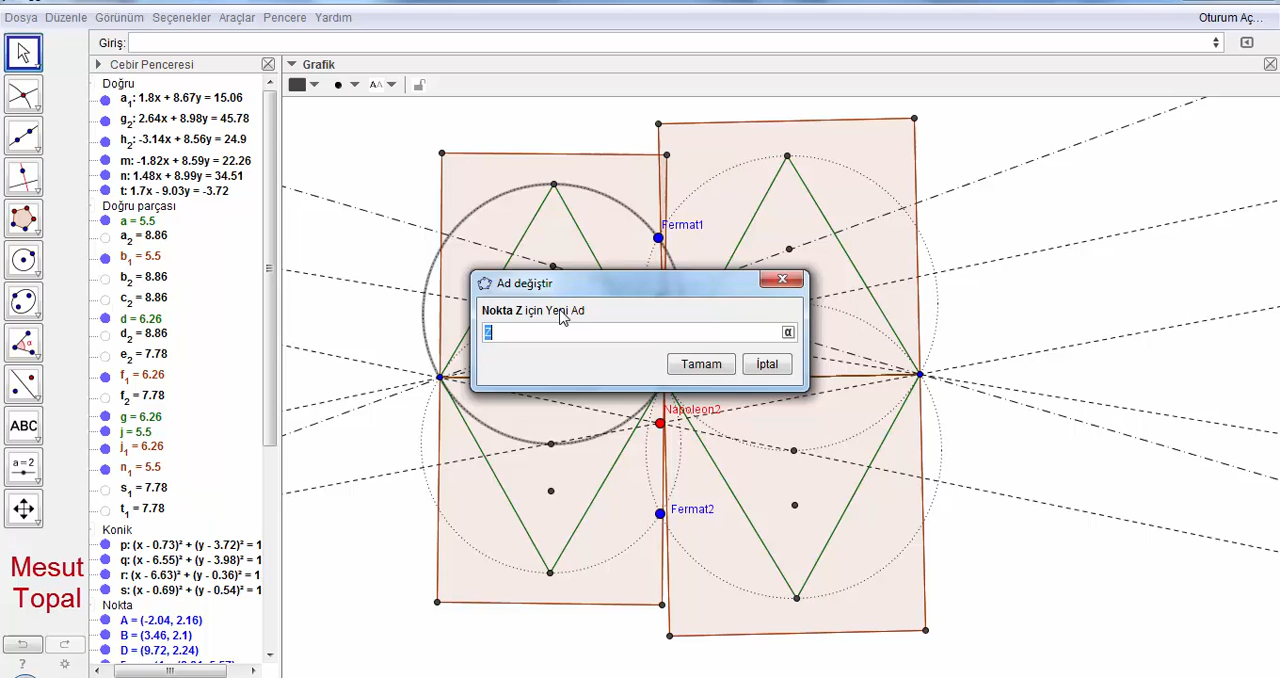 Dosya Düzenle Görünüm Seçenekler Araçlar Pencere Yardım Oturum Aç...
Giriş:
Cebir Penceresi
Grafik
Doğru
a₁: 1.8x + 8.67y = 15.06
g₂: 2.64x + 8.98y = 45.78
h₂: -3.14x + 8.56y = 24.9
m: -1.82x + 8.59y = 22.26
n: 1.48x + 8.99y = 34.51
t: 1.7x - 9.03y = -3.72
Doğru parçası
a = 5.5
a₂ = 8.86
b₁ = 5.5
b₂ = 8.86
c₂ = 8.86
d = 6.26
d₂ = 8.86
e₂ = 7.78
f₁ = 6.26
f₂ = 7.78
g = 6.26
j = 5.5
j₁ = 6.26
n₁ = 5.5
s₁ = 7.78
t₁ = 7.78
Konik
p: (x - 0.73)² + (y - 3.72)² = 1
q: (x - 6.55)² + (y - 3.98)² = 1
r: (x - 6.63)² + (y - 0.36)² = 1
s: (x - 0.69)² + (y - 0.54)² = 1
Nokta
A = (-2.04, 2.16)
B = (3.46, 2.1)
D = (9.72, 2.24)
ABC
a=2
Mesut
Topal
Fermat1
Ad değiştir
Nokta Z için Yeni Ad
Z
α
Tamam İptal
Napoleon2
Fermat2